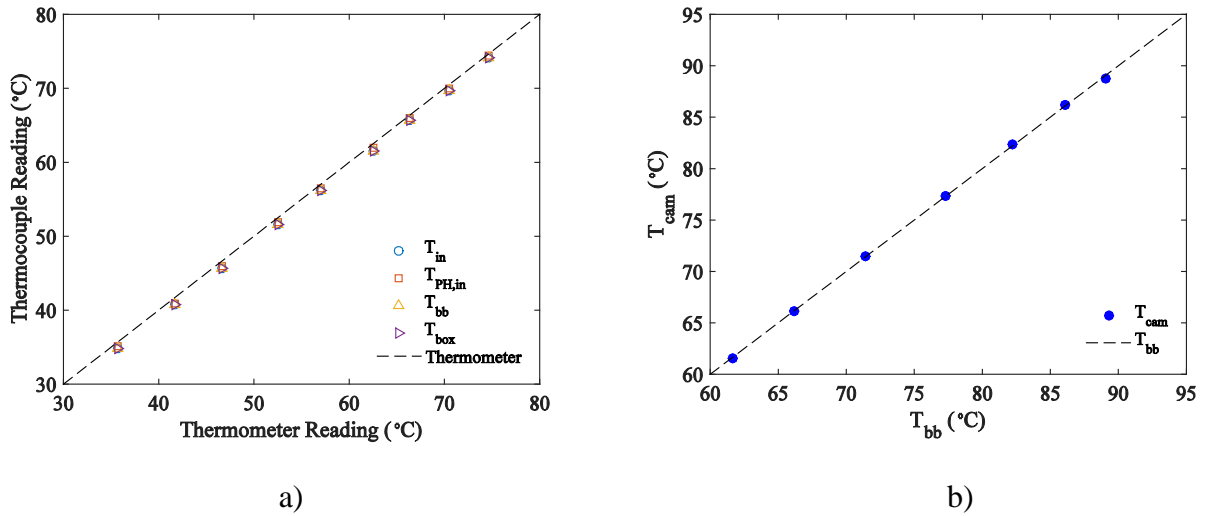 80
70
60
50
40
30
30
40
50
60
70
80
Thermocouple Reading (°C)
Thermometer Reading (°C)
T_in
T_PH,in
T_bb
T_box
Thermometer
a)
95
90
85
80
75
70
65
60
60
65
70
75
80
85
90
95
T_cam (°C)
T_bb (°C)
T_cam
T_bb
b)